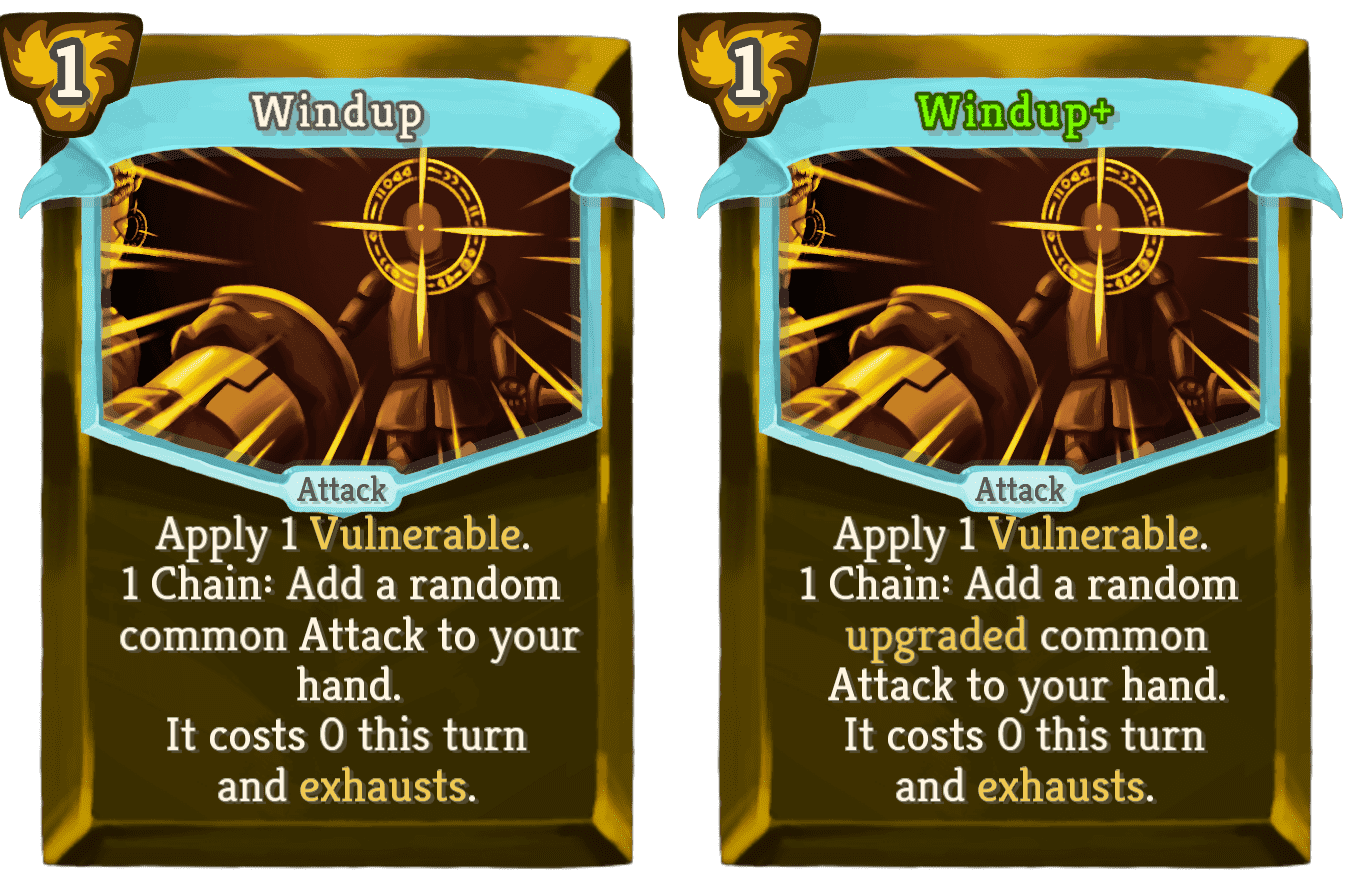 1
Windup
Attack
Apply 1 Vulnerable.
1 Chain: Add a random
common Attack to your
hand.
It costs 0 this turn
and exhausts.
1
Windup+
Attack
Apply 1 Vulnerable.
1 Chain: Add a random
upgraded common
Attack to your hand.
It costs 0 this turn
and exhausts.